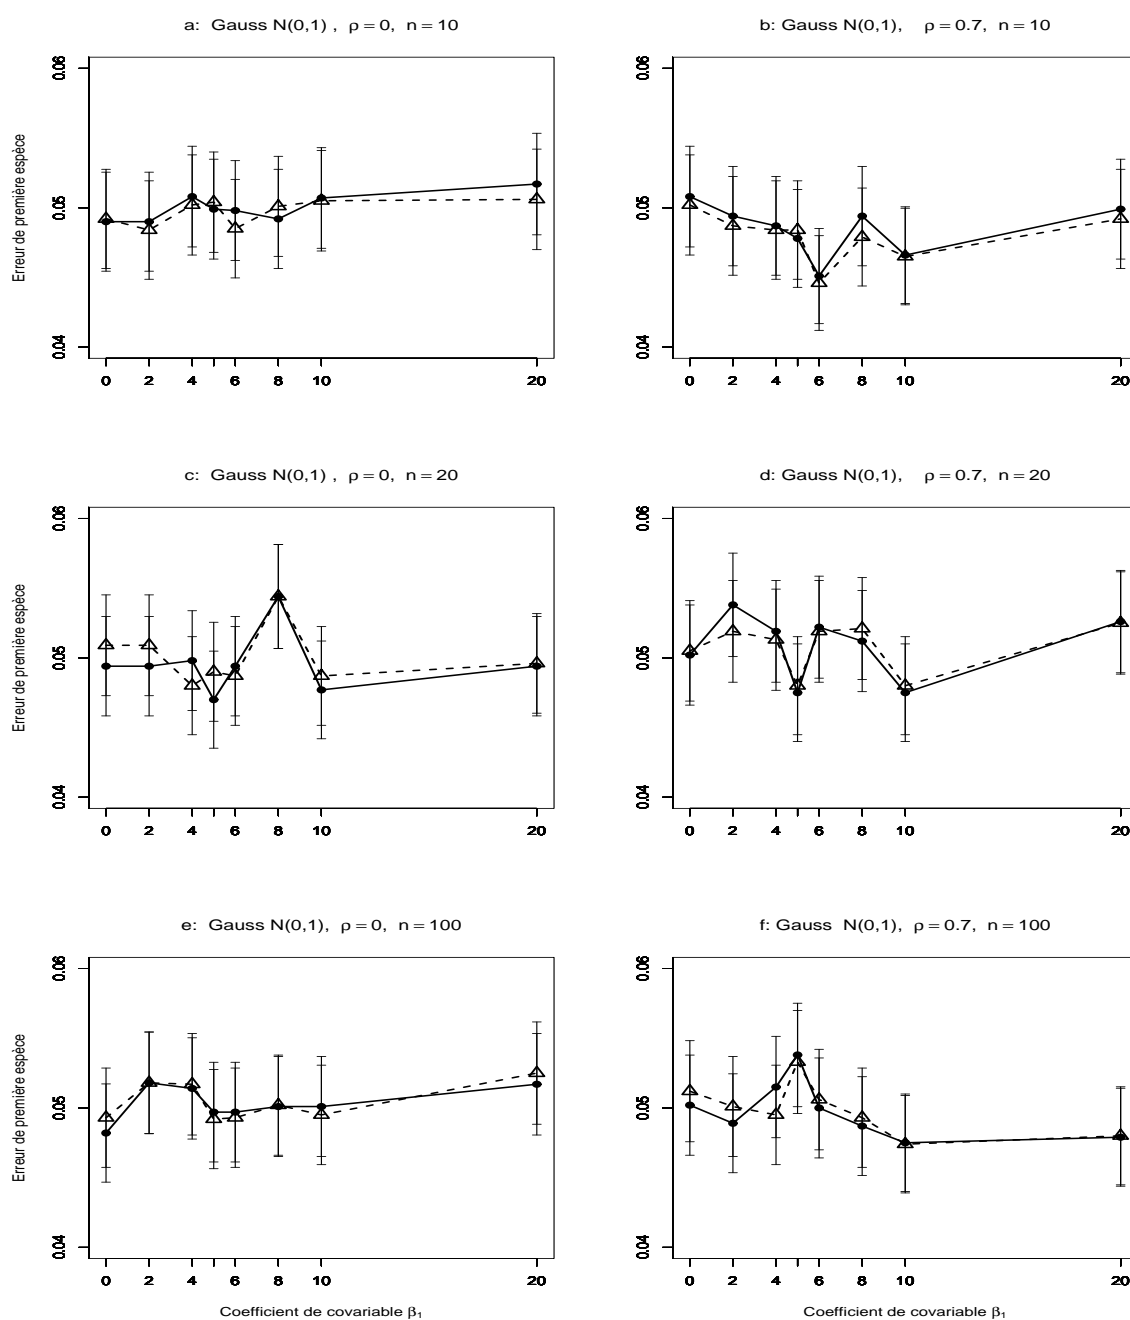 a: Gauss N(0,1) , ρ = 0, n = 10
Erreur de première espèce
0.06
0.05
0.04
0 2 4 6 8 10 20
b: Gauss N(0,1), ρ = 0.7, n = 10
0.06
0.05
0.04
0 2 4 6 8 10 20
c: Gauss N(0,1) , ρ = 0, n = 20
Erreur de première espèce
0.06
0.05
0.04
0 2 4 6 8 10 20
d: Gauss N(0,1), ρ = 0.7, n = 20
0.06
0.05
0.04
0 2 4 6 8 10 20
e: Gauss N(0,1), ρ = 0, n = 100
Erreur de première espèce
0.06
0.05
0.04
0 2 4 6 8 10 20
Coefficient de covariable β₁
f: Gauss N(0,1), ρ = 0.7, n = 100
0.06
0.05
0.04
0 2 4 6 8 10 20
Coefficient de covariable β₁